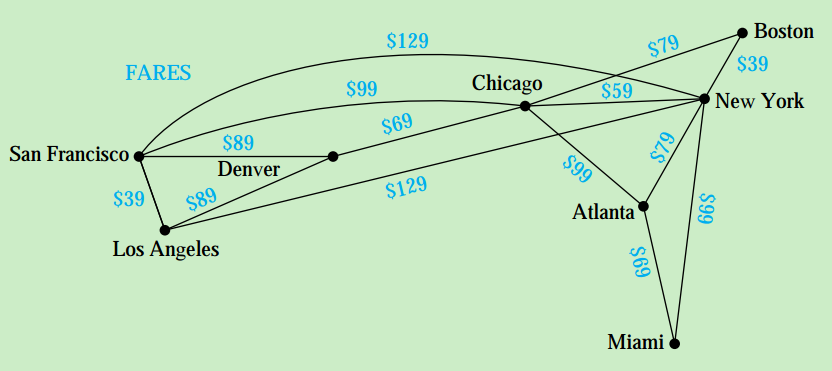 $129
Boston
$79
$39
FARES
$99
Chicago
$59
New York
$69
$89
San Francisco
Denver
$79
$99
$129
$39
$89
Atlanta
$99
Los Angeles
$69
Miami